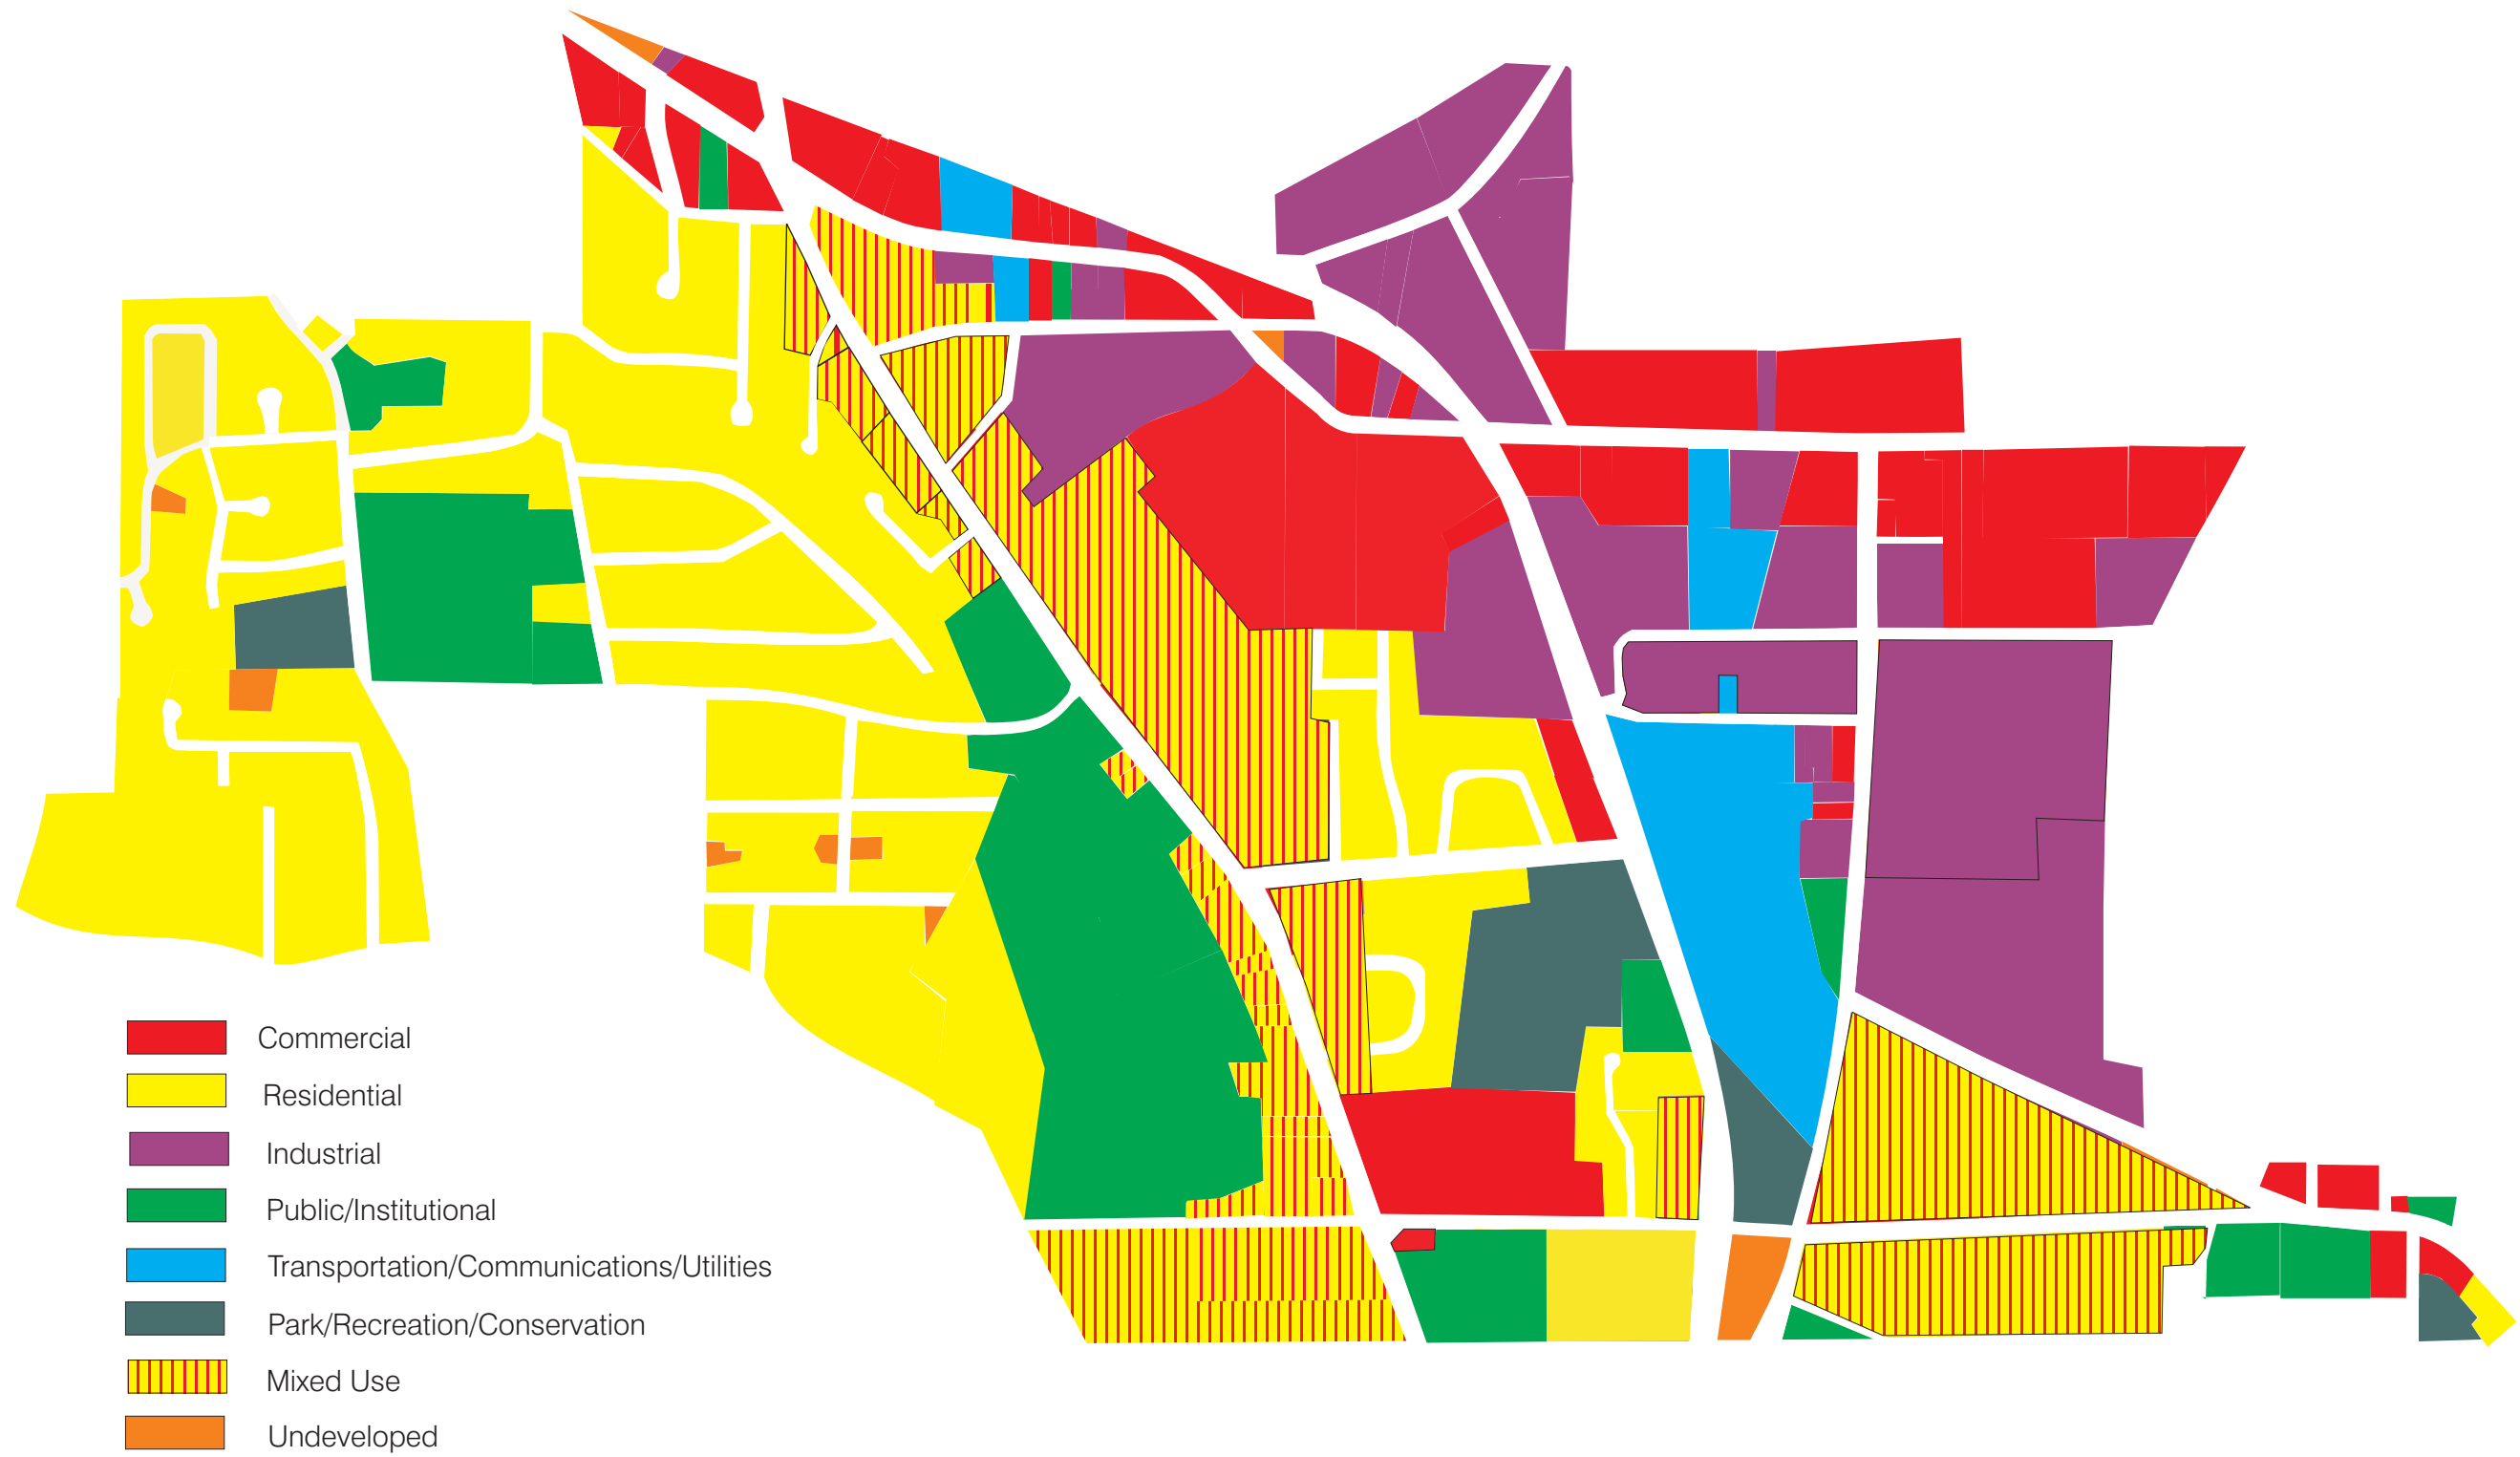 Commercial
Residential
Industrial
Public/Institutional
Transportation/Communications/Utilities
Park/Recreation/Conservation
Mixed Use
Undeveloped